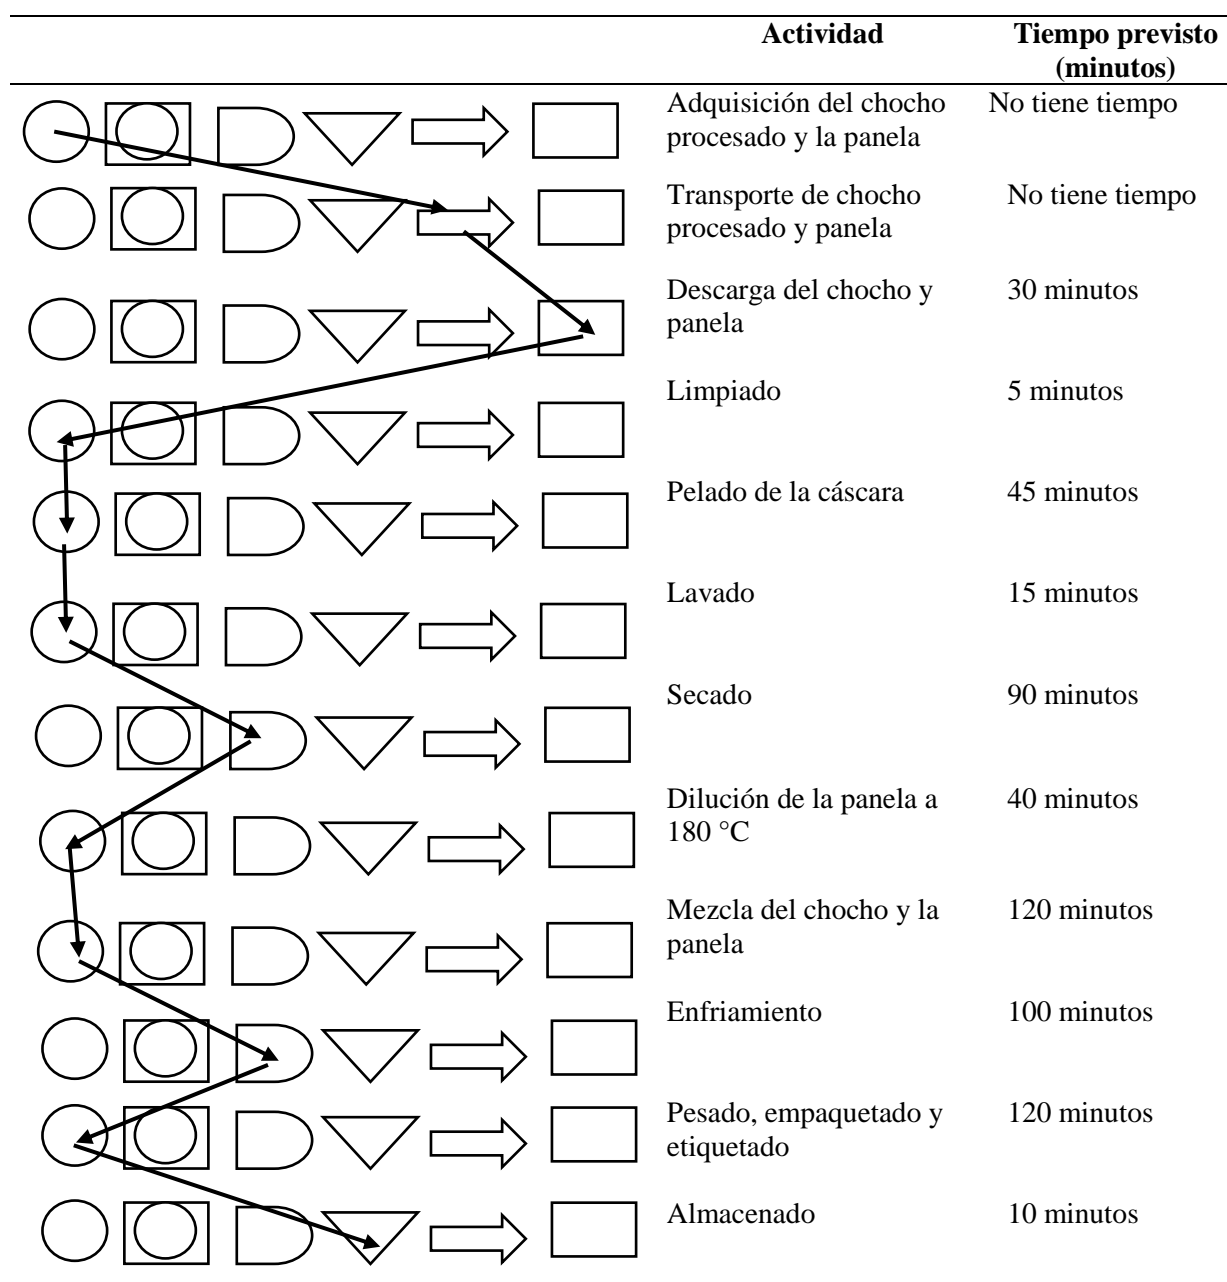 Actividad
Tiempo previsto
(minutos)
Adquisición del chocho
procesado y la panela
No tiene tiempo
Transporte de chocho
procesado y panela
No tiene tiempo
Descarga del chocho y
panela
30 minutos
Limpiado
5 minutos
Pelado de la cáscara
45 minutos
Lavado
15 minutos
Secado
90 minutos
Dilución de la panela a
180 °C
40 minutos
Mezcla del chocho y la
panela
120 minutos
Enfriamiento
100 minutos
Pesado, empaquetado y
etiquetado
120 minutos
Almacenado
10 minutos